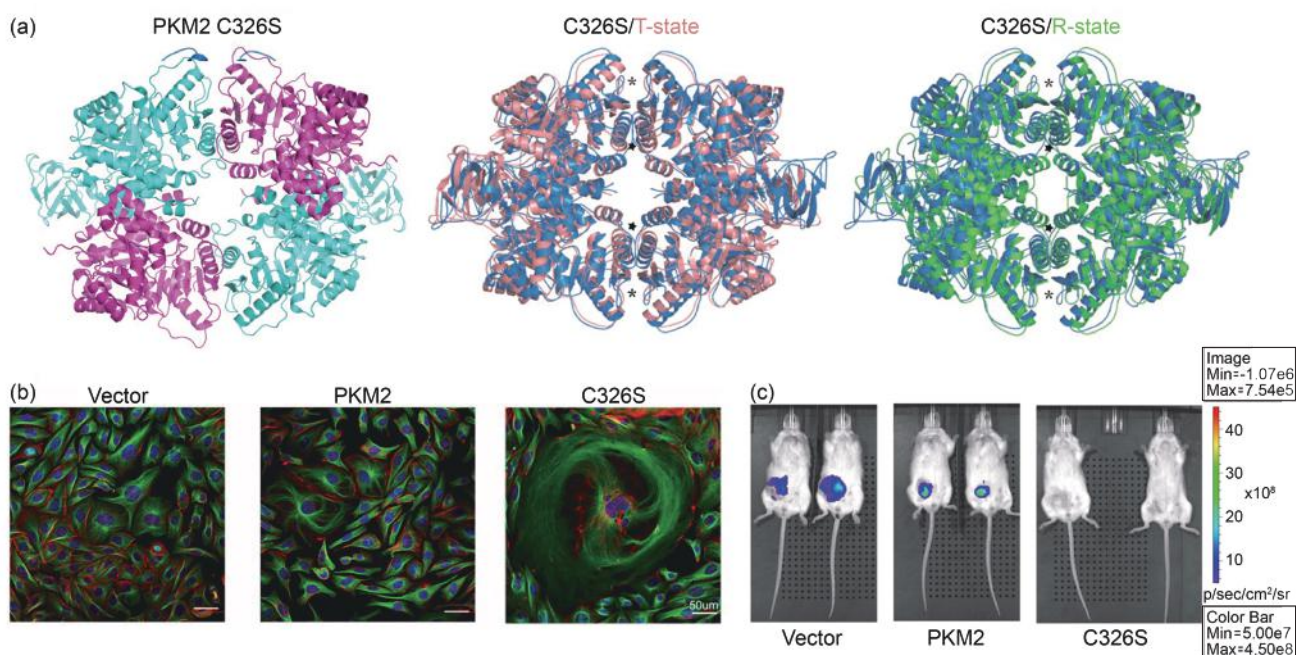 (a)
PKM2 C326S
C326S/T-state
C326S/R-state
*
*
*
*
(b)
Vector
PKM2
C326S
50um
(c)
Vector
PKM2
C326S
Image
Min=-1.07e6
Max=7.54e5
40
30
x10⁸
20
10
p/sec/cm²/sr
Color Bar
Min=5.00e7
Max=4.50e8